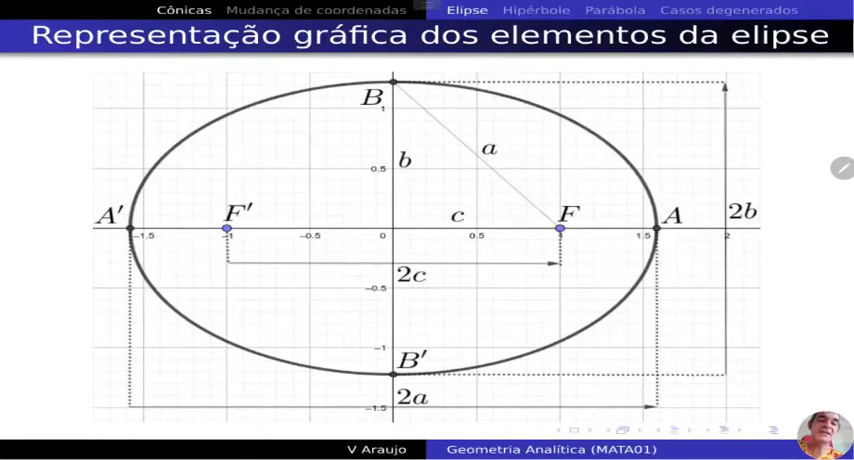 Cônicas Mudança de coordenadas Elipse Hipérbole Parábola Casos degenerados
Representação gráfica dos elementos da elipse
B
1
a
b
0.5
A′ F′ c F A 2b
−1.5 −1 −0.5 0 0.5 1 1.5 2
2c
−0.5
−1
B′
2a
−1.5
V Araujo Geometria Analítica (MATA01)